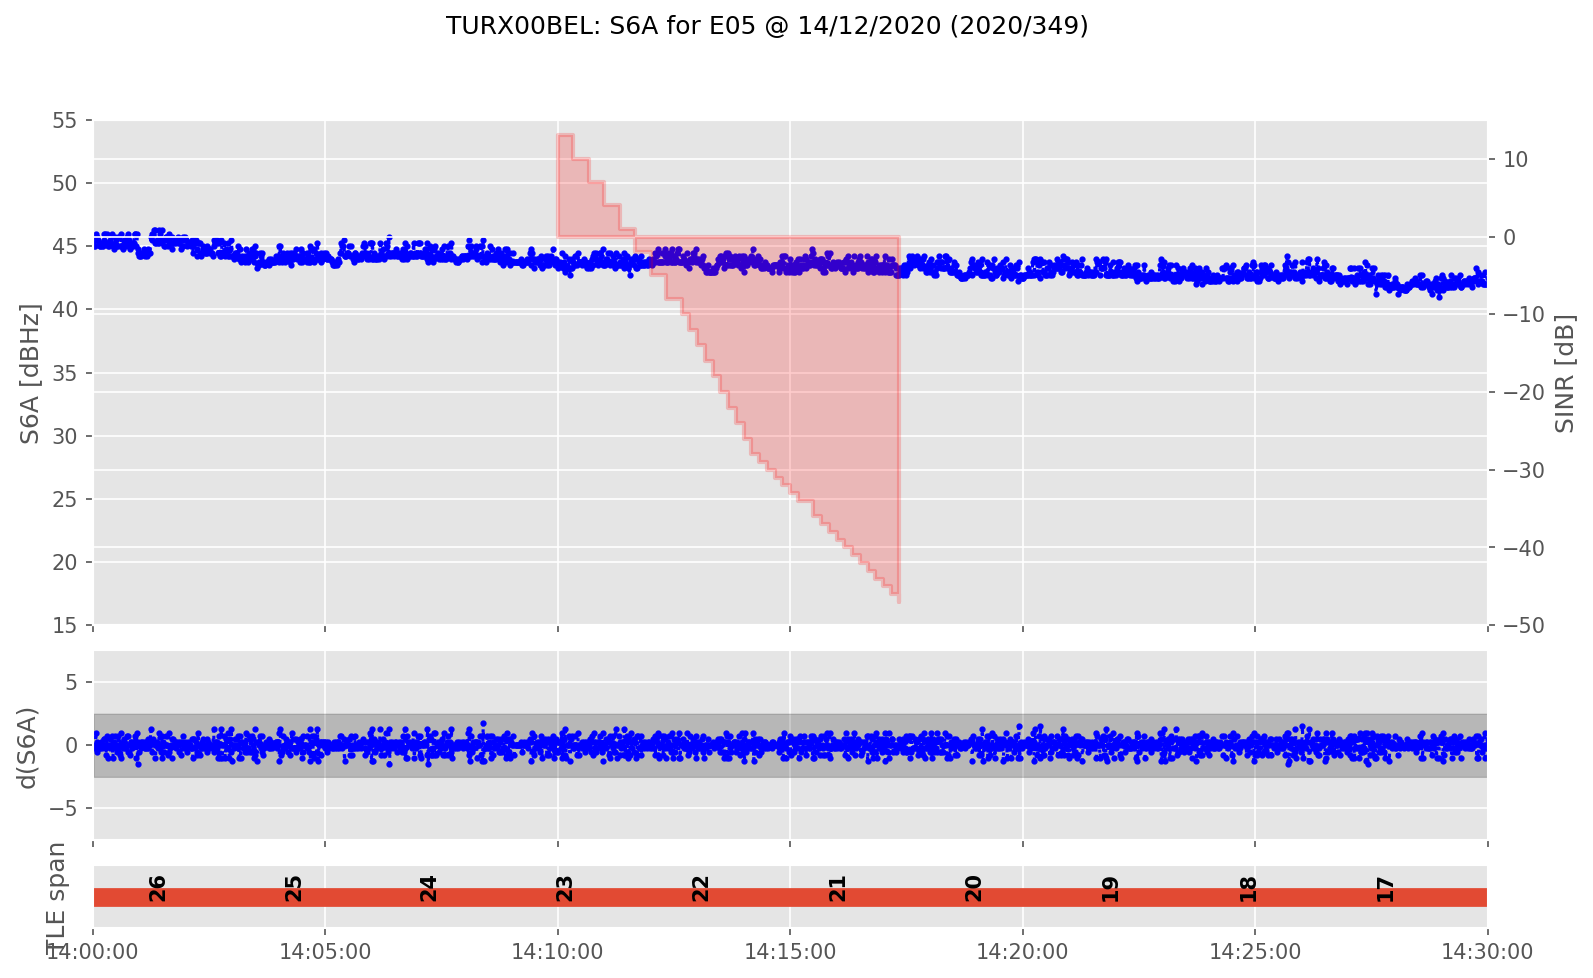 TURX00BEL: S6A for E05 @ 14/12/2020 (2020/349)
S6A [dBHz]
55
50
45
40
35
30
25
20
15
10
0
−10
−20
−30
−40
−50
SINR [dB]
d(S6A)
5
0
−5
TLE span
26 25 24 23 22 21 20 19 18 17
14:00:00 14:05:00 14:10:00 14:15:00 14:20:00 14:25:00 14:30:00